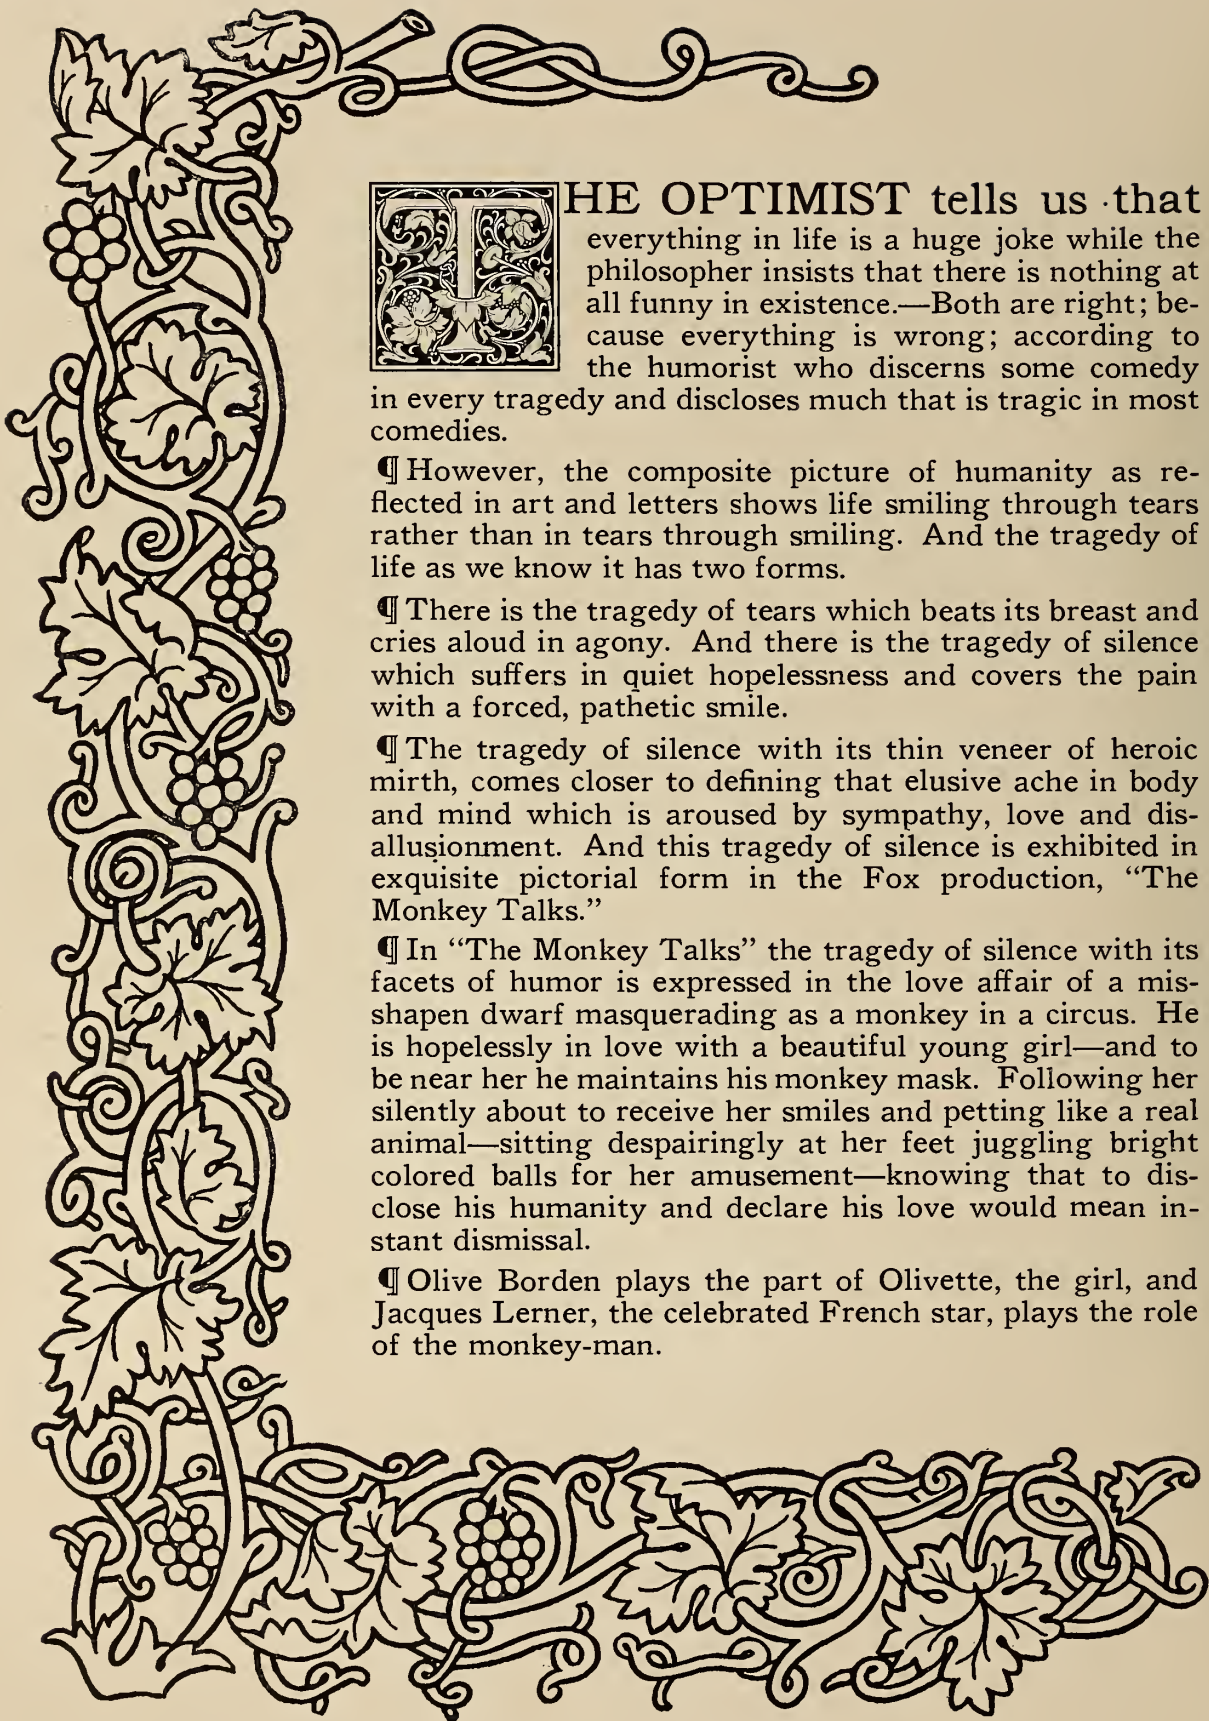 THE OPTIMIST tells us that
everything in life is a huge joke while the
philosopher insists that there is nothing at
all funny in existence.—Both are right; be-
cause everything is wrong; according to
the humorist who discerns some comedy
in every tragedy and discloses much that is tragic in most
comedies.
¶ However, the composite picture of humanity as re-
flected in art and letters shows life smiling through tears
rather than in tears through smiling. And the tragedy of
life as we know it has two forms.
¶ There is the tragedy of tears which beats its breast and
cries aloud in agony. And there is the tragedy of silence
which suffers in quiet hopelessness and covers the pain
with a forced, pathetic smile.
¶ The tragedy of silence with its thin veneer of heroic
mirth, comes closer to defining that elusive ache in body
and mind which is aroused by sympathy, love and dis-
allusionment. And this tragedy of silence is exhibited in
exquisite pictorial form in the Fox production, “The
Monkey Talks.”
¶ In “The Monkey Talks” the tragedy of silence with its
facets of humor is expressed in the love affair of a mis-
shapen dwarf masquerading as a monkey in a circus. He
is hopelessly in love with a beautiful young girl—and to
be near her he maintains his monkey mask. Following her
silently about to receive her smiles and petting like a real
animal—sitting despairingly at her feet juggling bright
colored balls for her amusement—knowing that to dis-
close his humanity and declare his love would mean in-
stant dismissal.
¶ Olive Borden plays the part of Olivette, the girl, and
Jacques Lerner, the celebrated French star, plays the role
of the monkey-man.